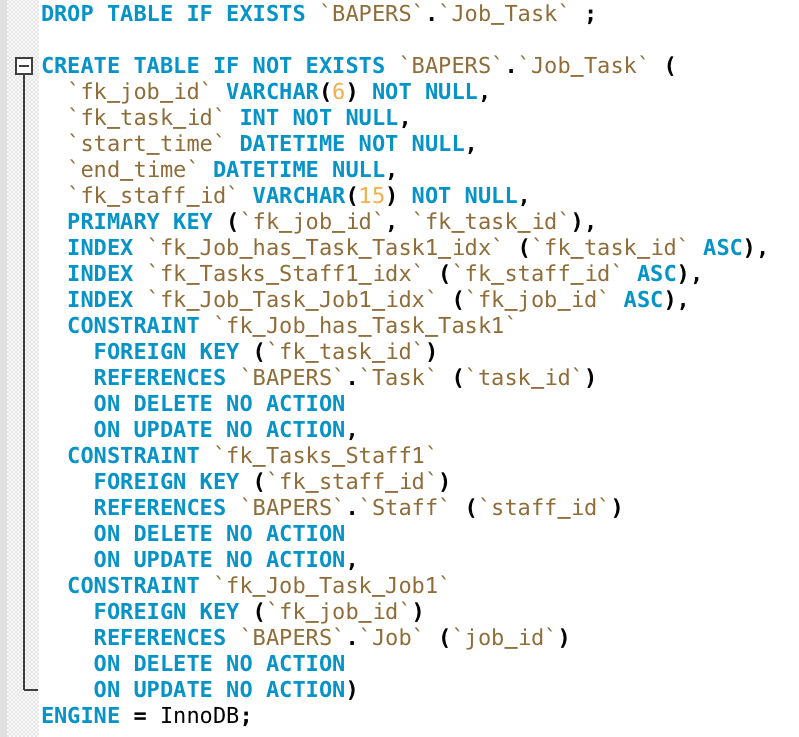 DROP TABLE IF EXISTS `BAPERS`.`Job_Task` ;

CREATE TABLE IF NOT EXISTS `BAPERS`.`Job_Task` (
  `fk_job_id` VARCHAR(6) NOT NULL,
  `fk_task_id` INT NOT NULL,
  `start_time` DATETIME NOT NULL,
  `end_time` DATETIME NULL,
  `fk_staff_id` VARCHAR(15) NOT NULL,
  PRIMARY KEY (`fk_job_id`, `fk_task_id`),
  INDEX `fk_Job_has_Task_Task1_idx` (`fk_task_id` ASC),
  INDEX `fk_Tasks_Staff1_idx` (`fk_staff_id` ASC),
  INDEX `fk_Job_Task_Job1_idx` (`fk_job_id` ASC),
  CONSTRAINT `fk_Job_has_Task_Task1`
    FOREIGN KEY (`fk_task_id`)
    REFERENCES `BAPERS`.`Task` (`task_id`)
    ON DELETE NO ACTION
    ON UPDATE NO ACTION,
  CONSTRAINT `fk_Tasks_Staff1`
    FOREIGN KEY (`fk_staff_id`)
    REFERENCES `BAPERS`.`Staff` (`staff_id`)
    ON DELETE NO ACTION
    ON UPDATE NO ACTION,
  CONSTRAINT `fk_Job_Task_Job1`
    FOREIGN KEY (`fk_job_id`)
    REFERENCES `BAPERS`.`Job` (`job_id`)
    ON DELETE NO ACTION
    ON UPDATE NO ACTION)
ENGINE = InnoDB;